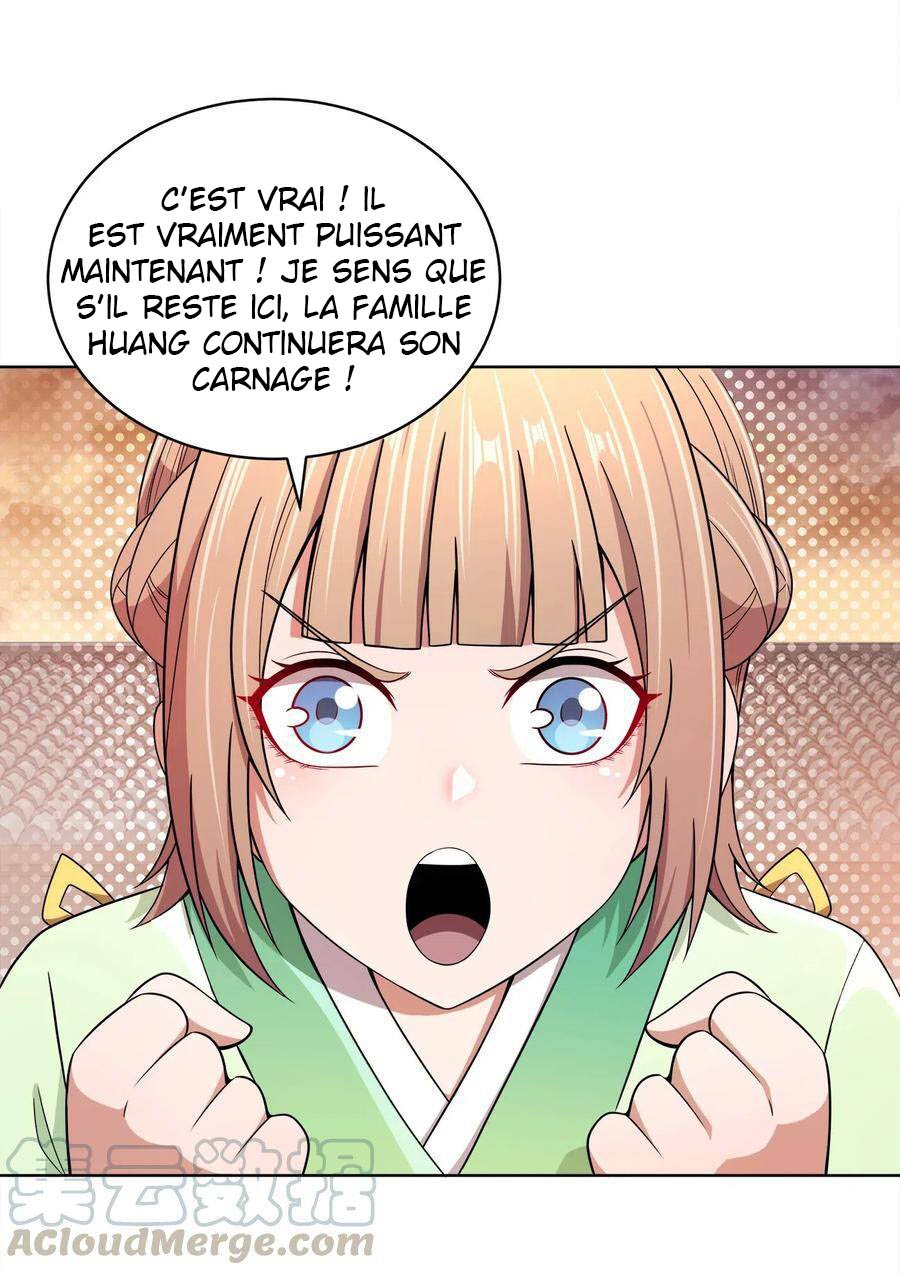 C'EST VRAI ! IL
EST VRAIMENT PUISSANT
MAINTENANT ! JE SENS QUE
S'IL RESTE ICI, LA FAMILLE
HUANG CONTINUERA SON
CARNAGE !
集云数据
ACloudMerge.com